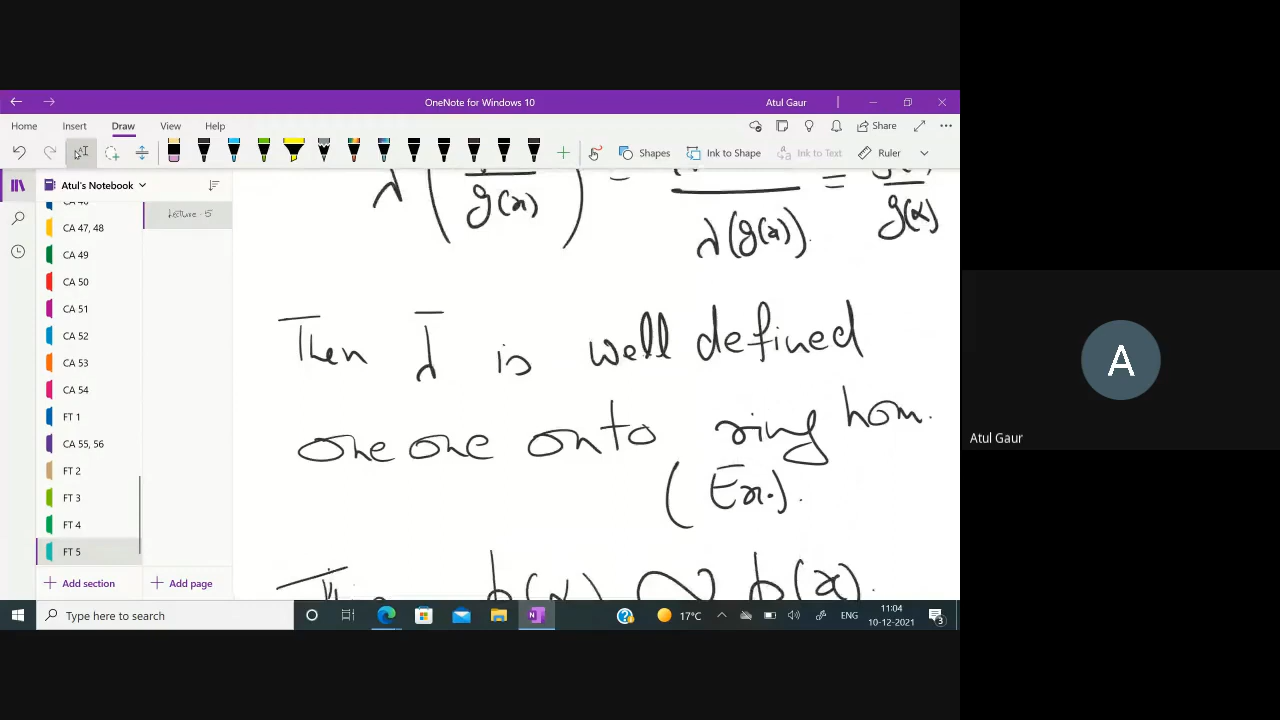 OneNote for Windows 10
Atul Gaur
Home Insert Draw View Help
Share
Shapes Ink to Shape Ink to Text Ruler
Atul's Notebook
Lecture - 5
CA 47, 48
CA 49
CA 50
CA 51
CA 52
CA 53
CA 54
FT 1
CA 55, 56
FT 2
FT 3
FT 4
FT 5
Add section Add page
λ ( g(x) ) = λ(g(x)) = g(α)
Then λ̄ is well defined
one one onto ring hom.
(Ex.).
Atul Gaur
A
Type here to search
17°C ENG 11:04
10-12-2021
3